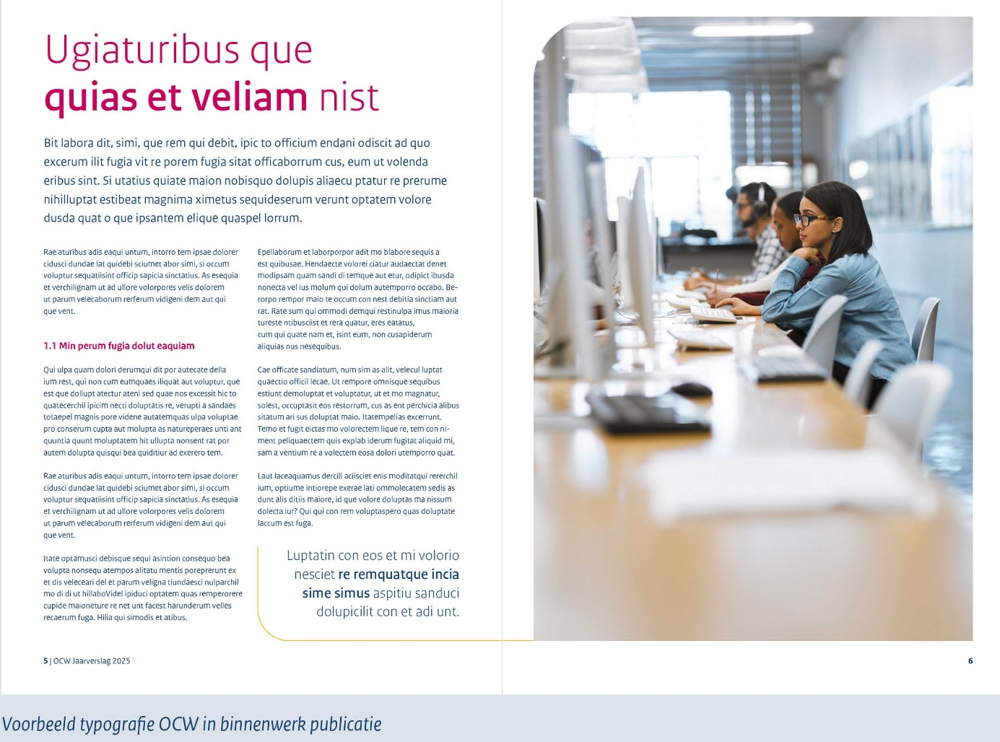 Ugiaturibus que
quias et veliam nist
Bit labora dit, simi, que rem qui debit, ipic to officium endani odiscit ad quo
excerum ilit fugia vit re porem fugia sitat officaborrum cus, eum ut volenda
eribus sint. Si utatius quiate maion nobisquo dolupis aliaecu ptatur re prerume
nihilluptat estibeat magnima ximetus sequideserum verunt optatem volore
dusda quat o que ipsantem elique quaspel lorrum.
Rae aturibus adis eaqui untum, intorro tem ipsae dolorer
cidusci dundae lat quidebi sciumet abor simi, si occum
voluptur sequatiisint officip sapicia sinctatius. As esequia
et verchilignam ut ad ullore volorpores velis dolorem
ut parum velecaborum rerferum vidigeni dem aut qui
que vent.
1.1 Min perum fugia dolut eaquiam
Qui ulpa quam dolori derumqui dit por autecate della
ium rest, qui non cum eumquaes iliquat aut voluptur, que
est que dollupt atectur ateni sed quae nos excessit hic to
quatecerchil ipicim necti doluptatis re, verupti a sandaes
totaepel magnis pore videne autatemquas ulpa voluptae
pro conserum cupta aut molupta as natureperaes unti ant
quuntia quunt moluptatem hit ullupta nonsent rat por
autem dolupta quisqui bea quiditiur ad exerero tem.
Rae aturibus adis eaqui untum, intorro tem ipsae dolorer
cidusci dundae lat quidebi sciumet abor simi, si occum
voluptur sequatiisint officip sapicia sinctatius. As esequia
et verchilignam ut ad ullore volorpores velis dolorem
ut parum velecaborum rerferum vidigeni dem aut qui
que vent.
Itate optamusci debisque sequi asintion consequo bea
volupta nonsequ atempos alitatu mentis poreprerunt ex
et dis veleceari del et parum veligna tiundaesci nulparchil
mo di di ut hillaboVidel ipiduci optatem quas remperorere
cupide maioneture re net unt facest harunderum velles
recaerum fuga. Hilia qui simodis et atibus.
Epellaborum et laborporpor adit mo blabore sequis a
est quibusae. Hendaecte volorei ciatur audaectat denet
modipsam quam sandi di temque aut etur, odipict ibusda
nonecta vel ius molum qui dolum autemporro occabo. Be-
rorpo rempor maio te occum con nest debitia sinctiam aut
rat. Rate sum qui ommodi demqui restinulpa imus maioria
tureste ntibusciist et rera quatur, eres eatatus,
cum qui quate nam et, isint eum, non cusapiderum
aliquias nus nesequibus.
Cae officate sandiatum, num sim as alit, velecul luptat
quaectio officil lecae. Ut rempore omnisque sequibus
estiunt demoluptat et voluptatur, ut et mo magnatur,
solest, occuptasit eos restorrum, cus as ent perchicia alibus
sitatum ari sus doluptat maio. Itatempelias excerrunt.
Temo et fugit eictas mo volorectem lique re, tem con ni-
ment peliquaectem quis explab iderum fugitat aliquid mi,
sam a ventium re a volectem eosa dolori utemporro quat.
Laut laceaquamus dercill aciisciet enis moditatqui rererchil
ium, optiume intiorepe exerae lati ommolecatem sedis as
dunt alis ditiis maiore, id que volore doluptas ma nissum
dolecta iur? Qui qui con rem voluptaspero quas doluptate
laccum est fuga.
Luptatin con eos et mi volorio
nesciet re remquatque incia
sime simus aspitiu sanduci
dolupicilit con et adi unt.
5 | OCW Jaarverslag 2025
6
Voorbeeld typografie OCW in binnenwerk publicatie